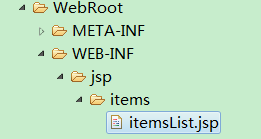 WebRoot
META-INF
WEB-INF
jsp
items
itemsList.jsp